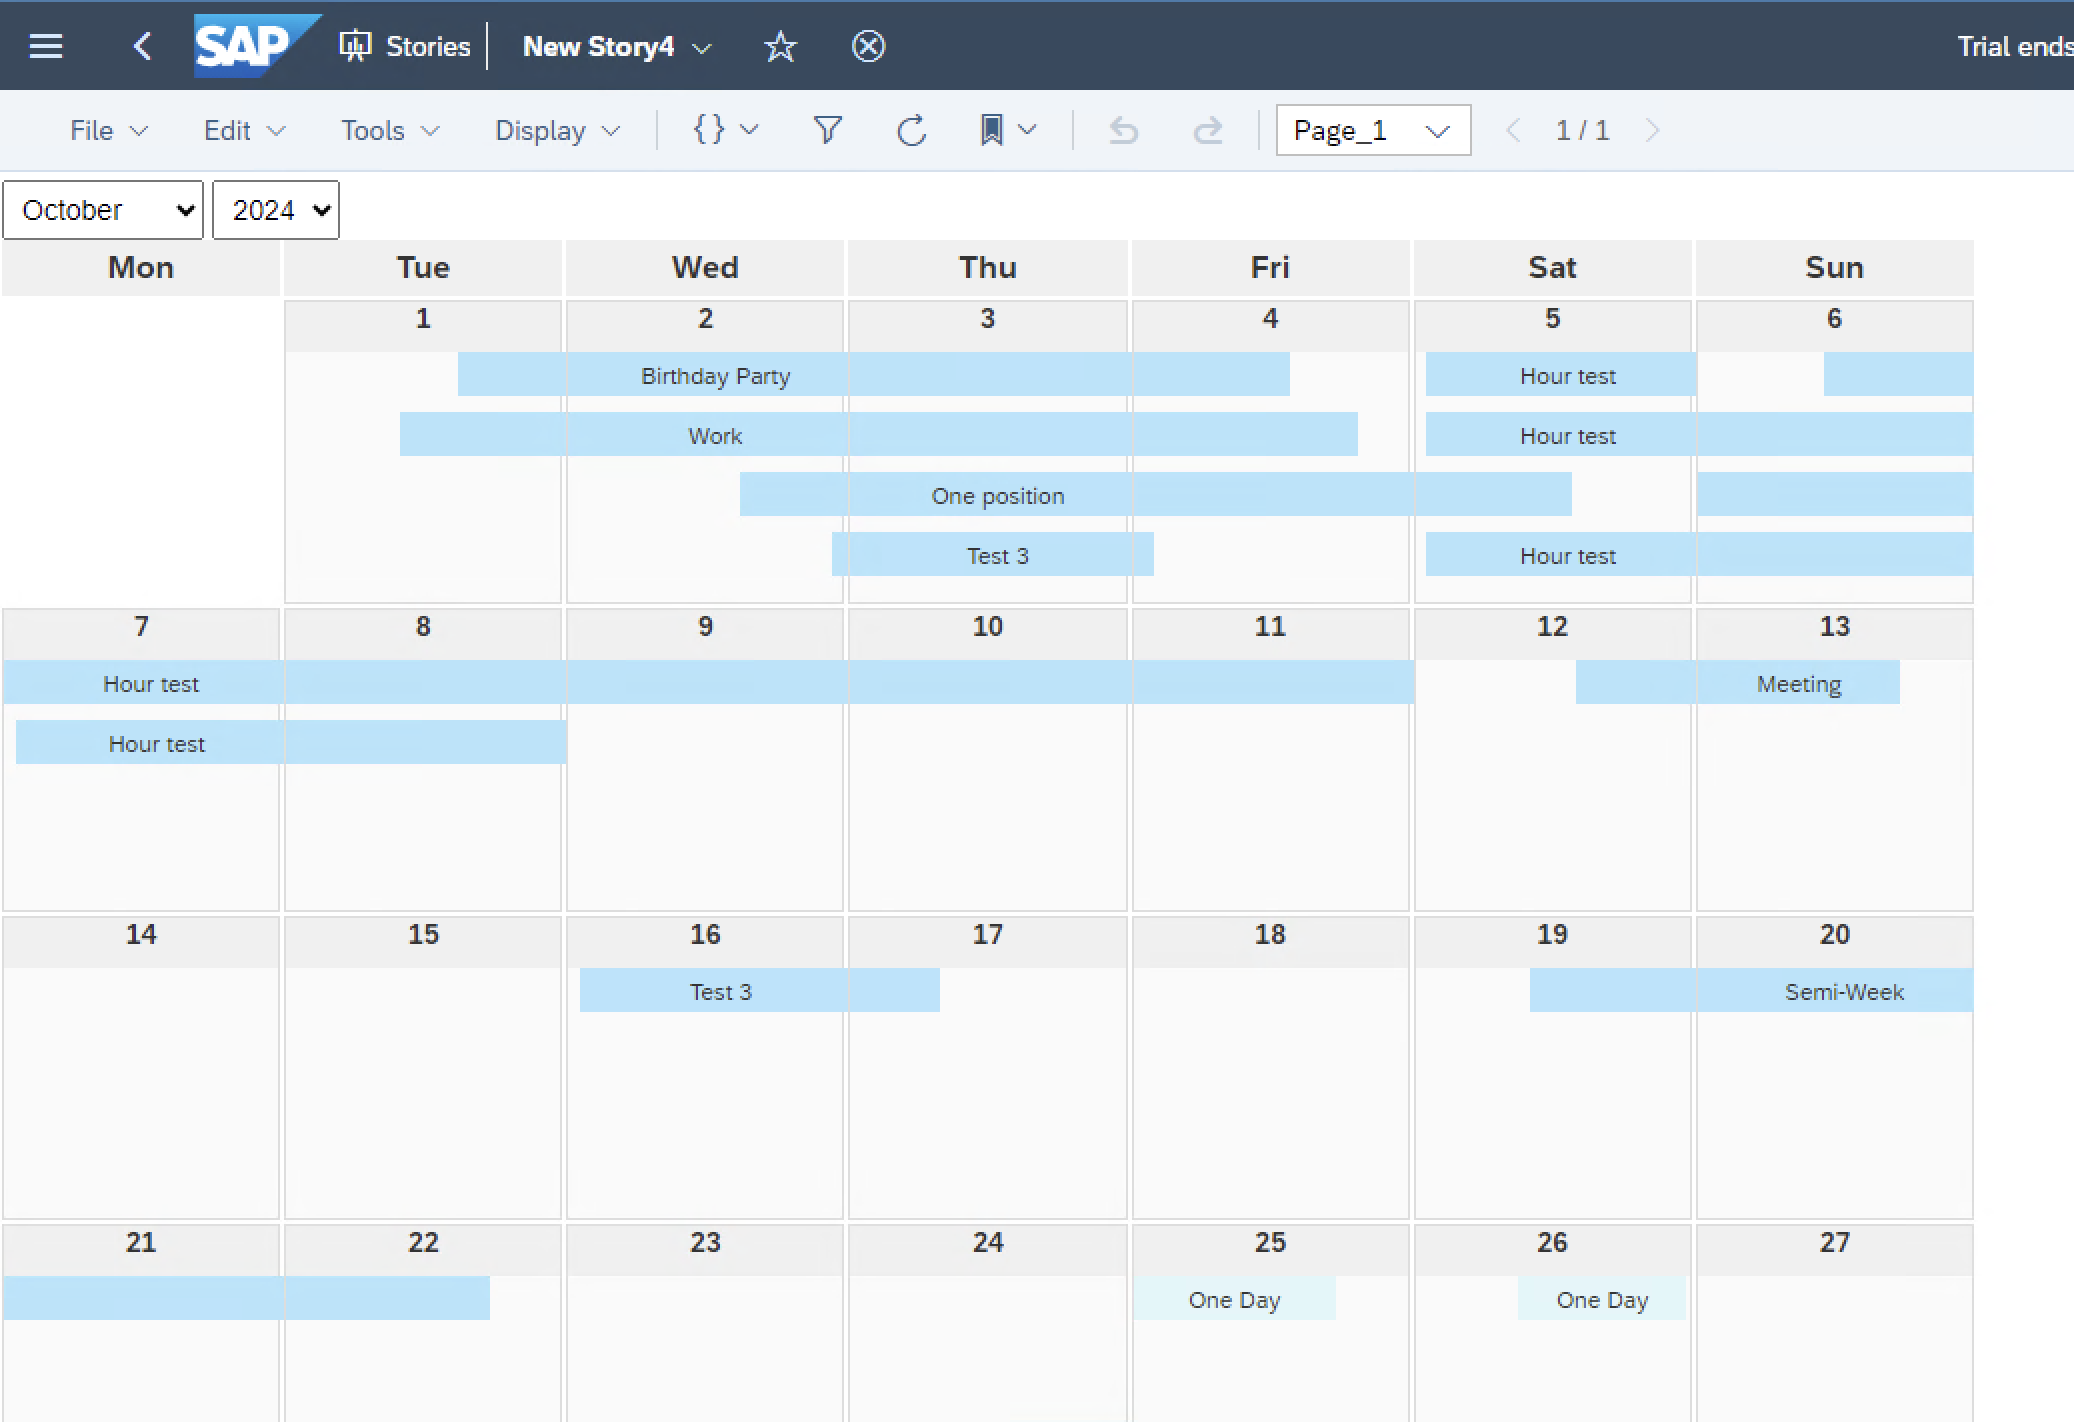 SAP Stories New Story4 Trial ends
File Edit Tools Display {} Page_1 1 / 1
October 2024
Mon Tue Wed Thu Fri Sat Sun
1 2 3 4 5 6
Birthday Party Hour test
Work Hour test
One position
Test 3 Hour test
7 8 9 10 11 12 13
Hour test Meeting
Hour test
14 15 16 17 18 19 20
Test 3 Semi-Week
21 22 23 24 25 26 27
One Day One Day